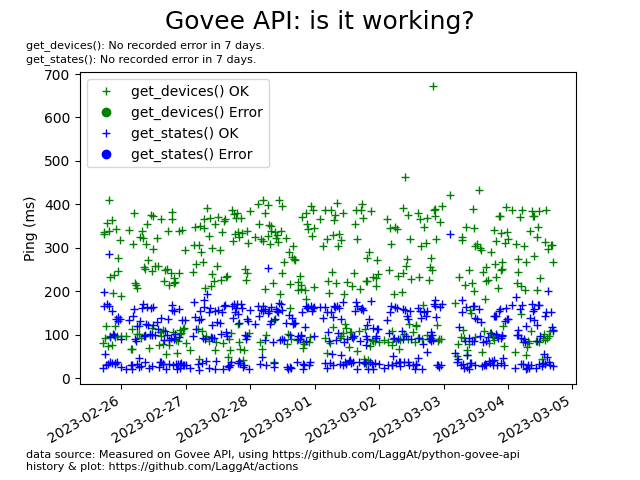 Govee API: is it working?
get_devices(): No recorded error in 7 days.
get_states(): No recorded error in 7 days.
700
600
500
400
300
200
100
0
Ping (ms)
get_devices() OK
get_devices() Error
get_states() OK
get_states() Error
2023-02-26
2023-02-27
2023-02-28
2023-03-01
2023-03-02
2023-03-03
2023-03-04
2023-03-05
data source: Measured on Govee API, using https://github.com/LaggAt/python-govee-api
history & plot: https://github.com/LaggAt/actions